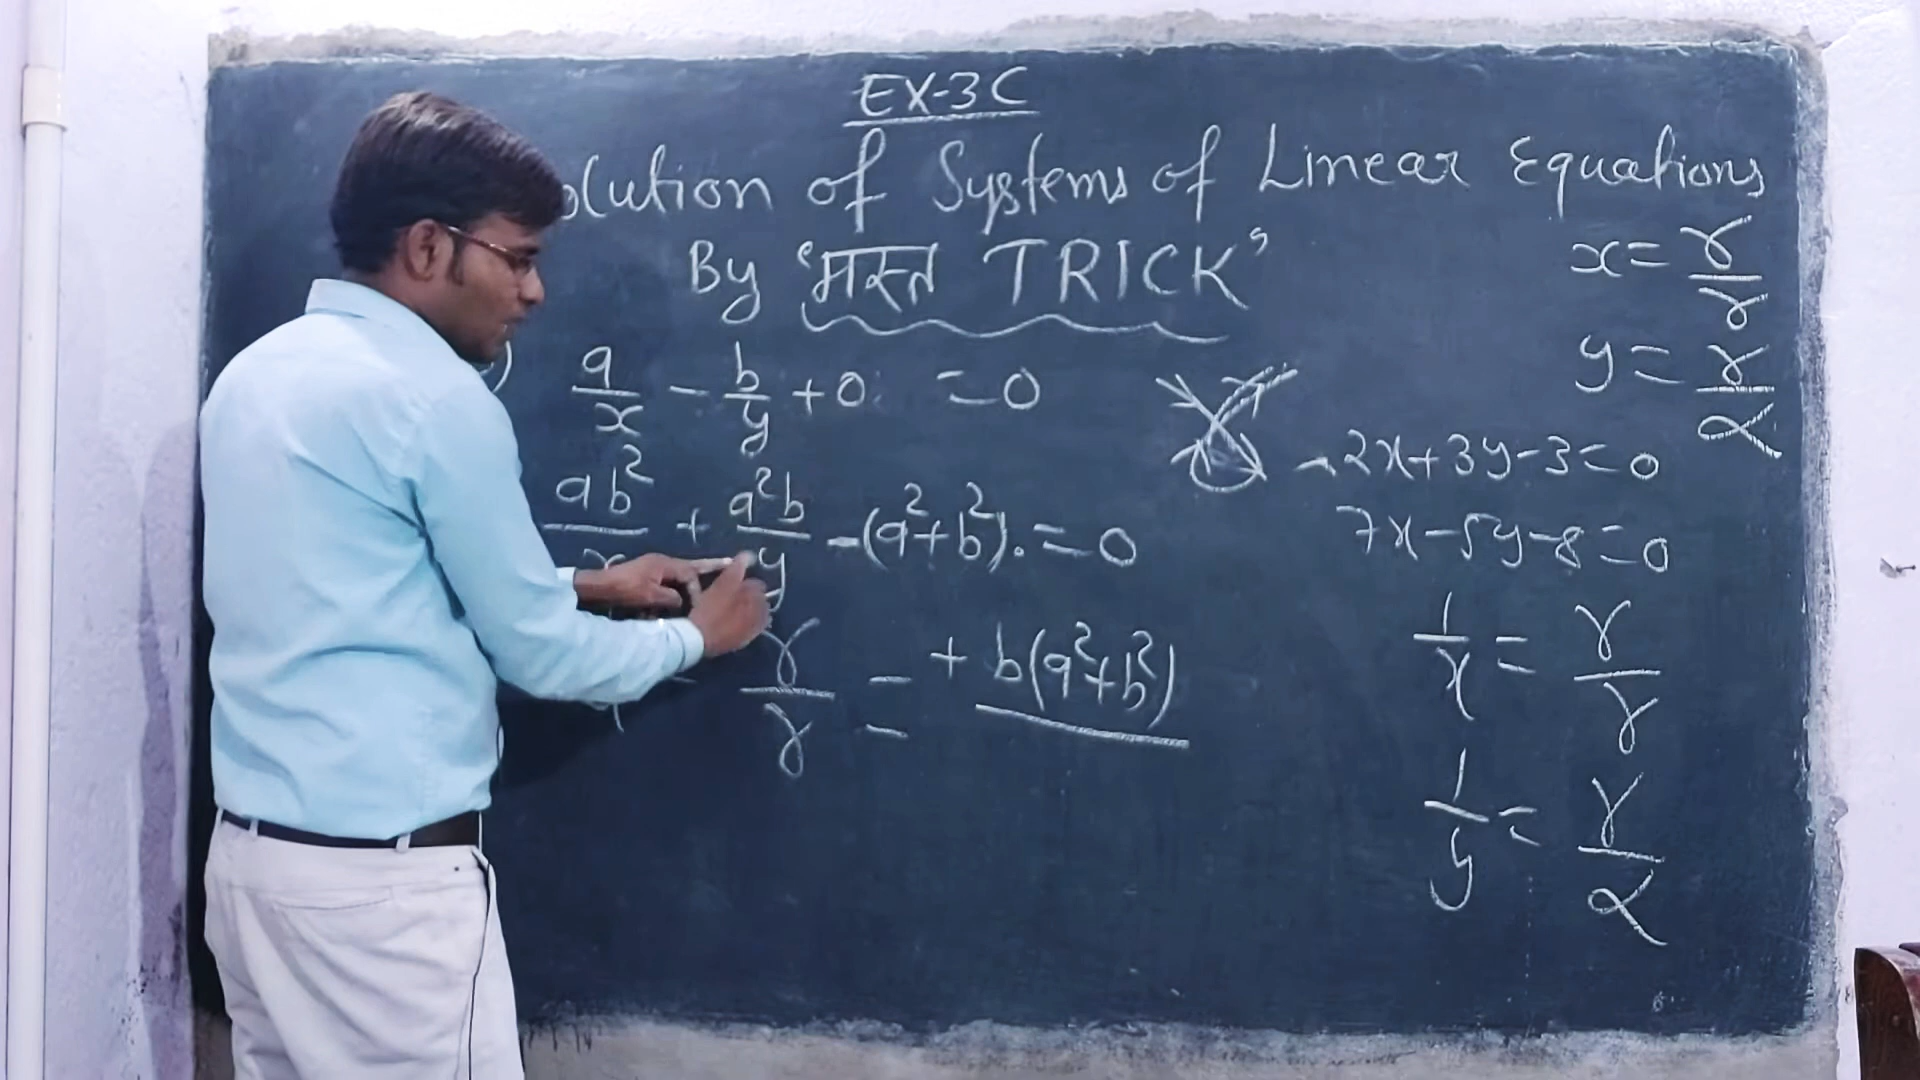 EX-3C
olution of Systems of Linear Equations
By 'मस्त TRICK'
x = γ/γ
y = γ/α
) a/x - b/y + 0 = 0
ab²/x + a²b/y - (a²+b²). = 0
γ/γ = + b(a²+b²)
2x+3y-3=0
7x-5y-8=0
1/x = γ/γ
1/y = γ/α